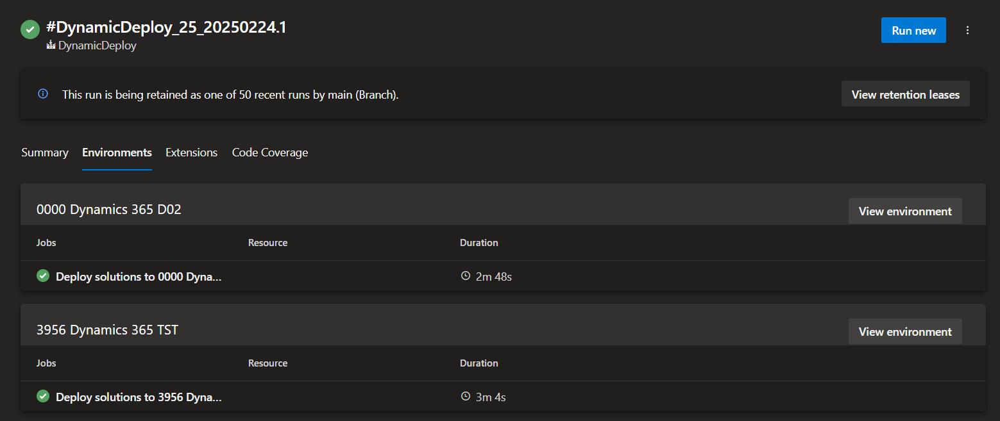 #DynamicDeploy_25_20250224.1
DynamicDeploy
Run new
This run is being retained as one of 50 recent runs by main (Branch).
View retention leases
Summary Environments Extensions Code Coverage
0000 Dynamics 365 D02
View environment
Jobs Resource Duration
Deploy solutions to 0000 Dyna... 2m 48s
3956 Dynamics 365 TST
View environment
Jobs Resource Duration
Deploy solutions to 3956 Dyna... 3m 4s